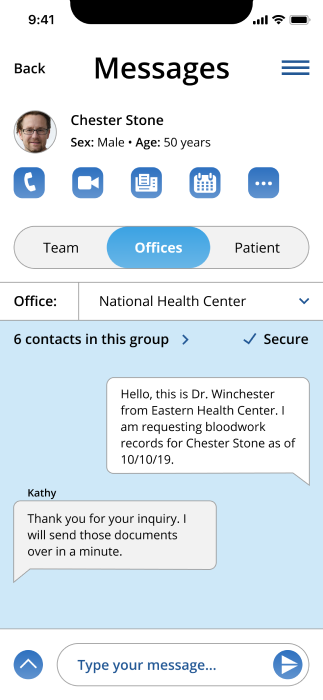 9:41
Back
Messages
Chester Stone
Sex: Male • Age: 50 years
Team
Offices
Patient
Office:
National Health Center
6 contacts in this group
Secure
Hello, this is Dr. Winchester
from Eastern Health Center. I
am requesting bloodwork
records for Chester Stone as of
10/10/19.
Kathy
Thank you for your inquiry. I
will send those documents
over in a minute.
Type your message...